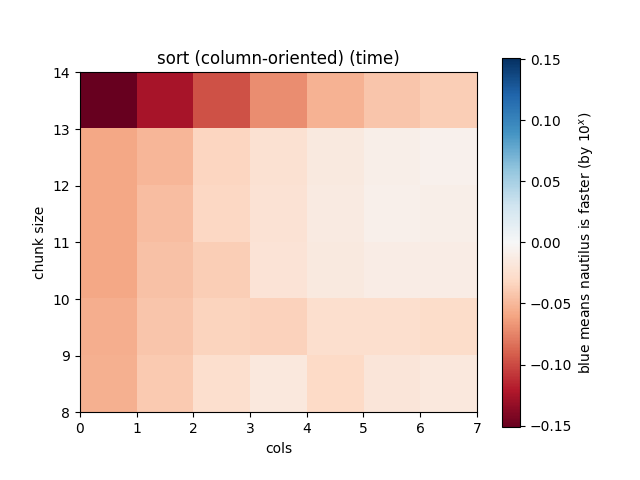 sort (column-oriented) (time)
14
13
12
11
10
9
8
chunk size
0 1 2 3 4 5 6 7
cols
0.15
0.10
0.05
0.00
−0.05
−0.10
−0.15
blue means nautilus is faster (by 10^x)